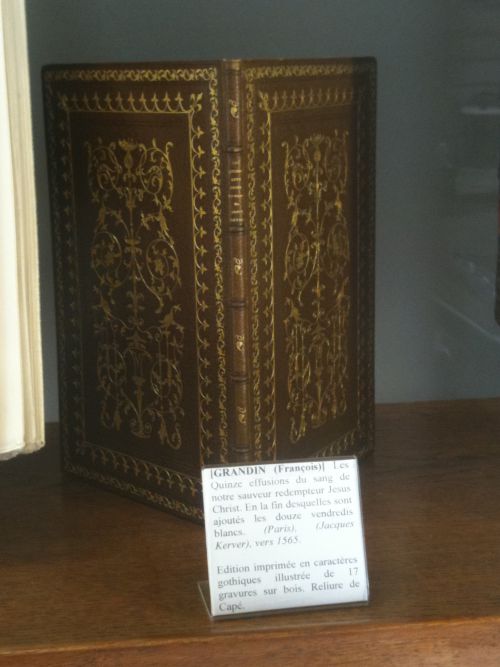 [GRANDIN (François)] Les
Quinze effusions du sang de
notre sauveur redempteur Jesus
Christ. En la fin desquelles sont
ajoutés les douze vendredis
blancs. (Paris), (Jacques
Kerver), vers 1565.
Edition imprimée en caractères
gothiques illustrée de 17
gravures sur bois. Reliure de
Capé.